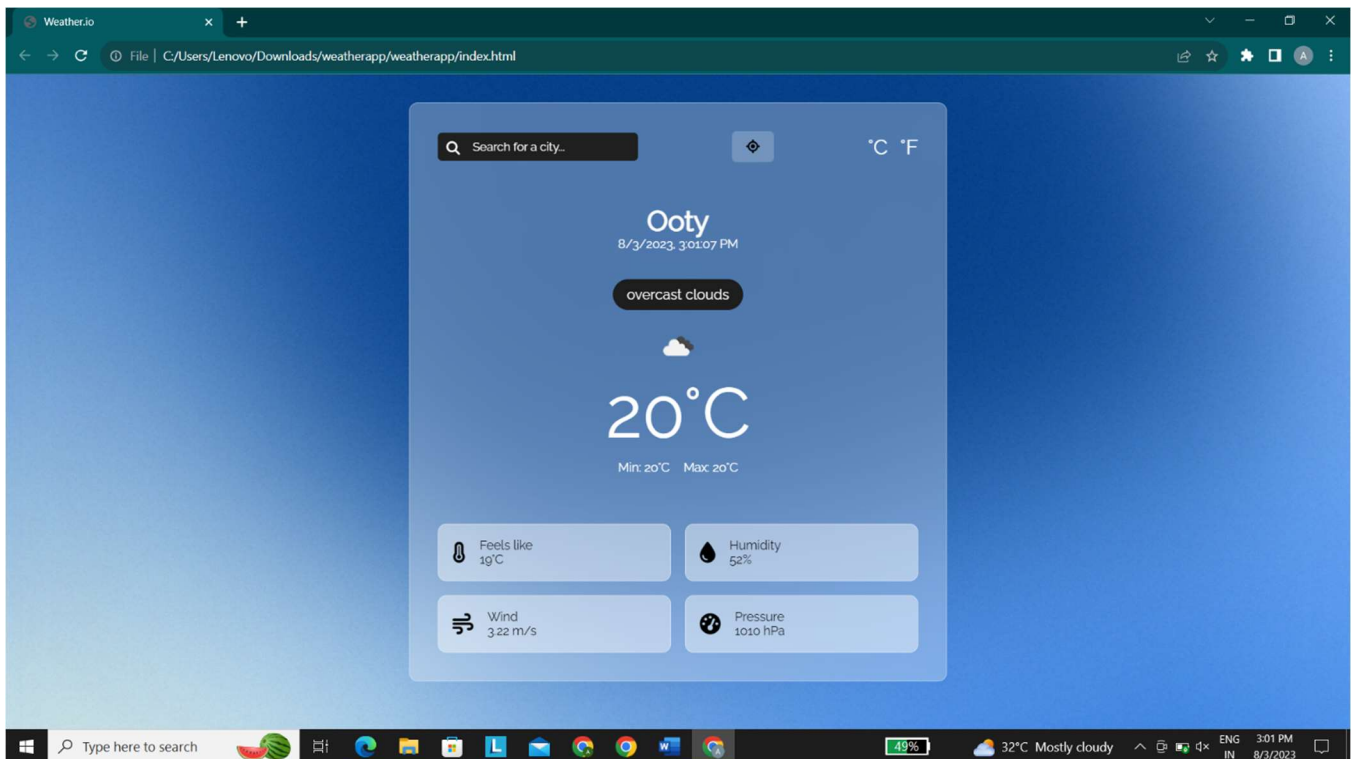 Weather.io
File | C:/Users/Lenovo/Downloads/weatherapp/weatherapp/index.html
A
Search for a city...
°C °F
Ooty
8/3/2023, 3:01:07 PM
overcast clouds
20°C
Min: 20°C Max: 20°C
Feels like
19°C
Humidity
52%
Wind
3.22 m/s
Pressure
1010 hPa
Type here to search
L
49%
32°C Mostly cloudy
ENG
IN
3:01 PM
8/3/2023